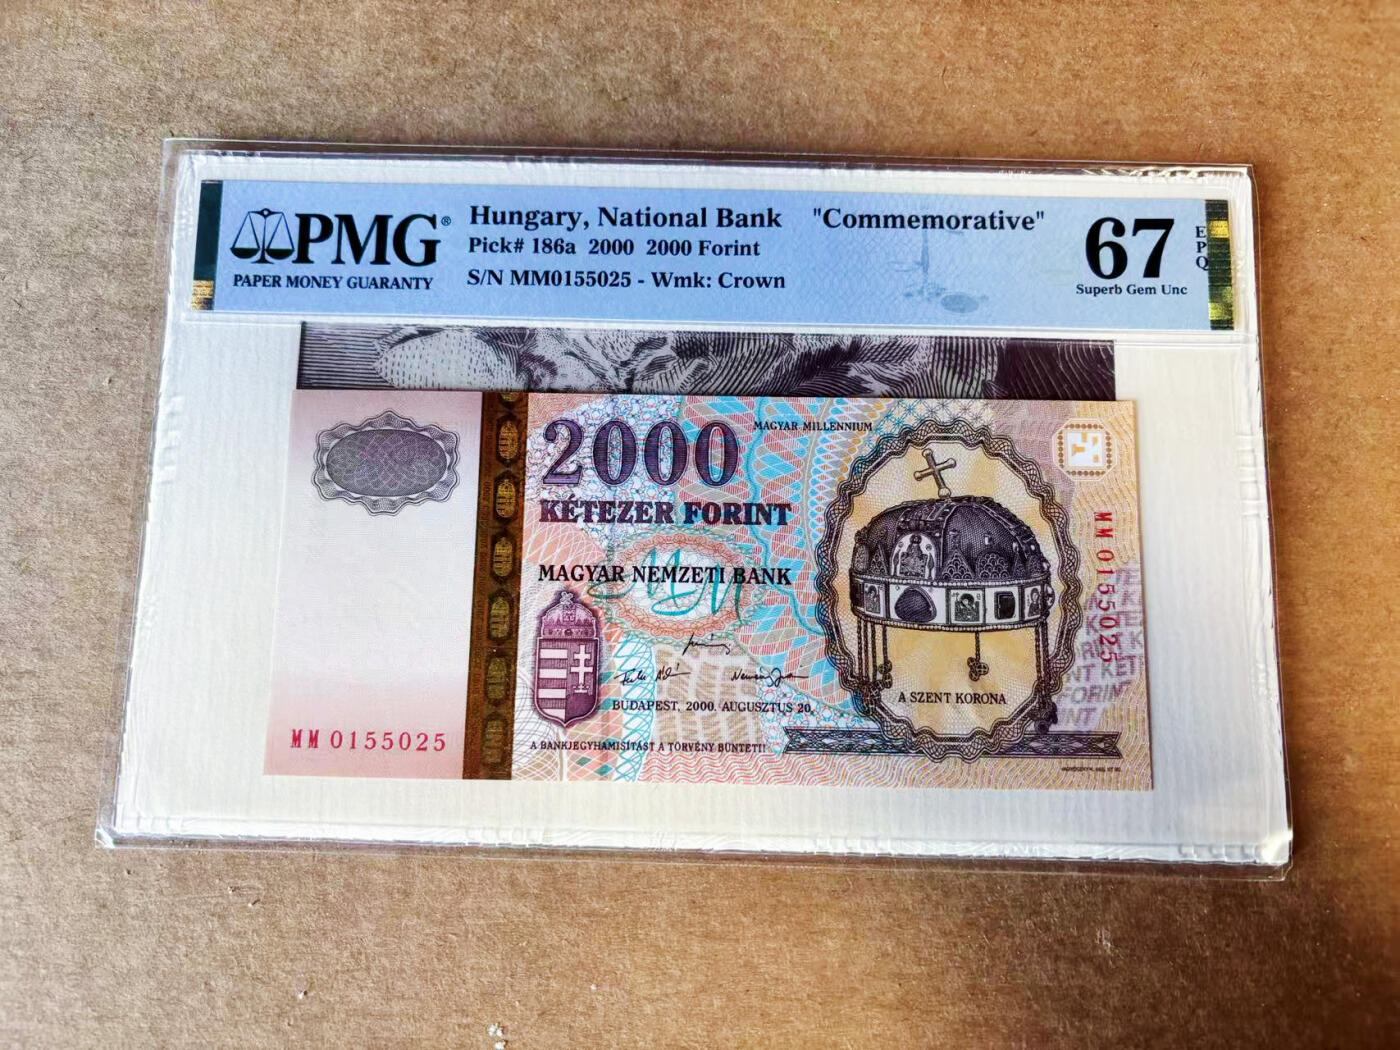 PMG®
PAPER MONEY GUARANTY
Hungary, National Bank "Commemorative"
Pick# 186a 2000 2000 Forint
S/N MM0155025 - Wmk: Crown
67
EPQ
Superb Gem Unc
2000
MAGYAR MILLENNIUM
KÉTEZER FORINT
MAGYAR NEMZETI BANK
MM
BUDAPEST, 2000. AUGUSZTUS 20.
A BANKJEGYHAMISÍTÁST A TÖRVÉNY BÜNTETI!
A SZENT KORONA
MM 0155025
MM 0155025